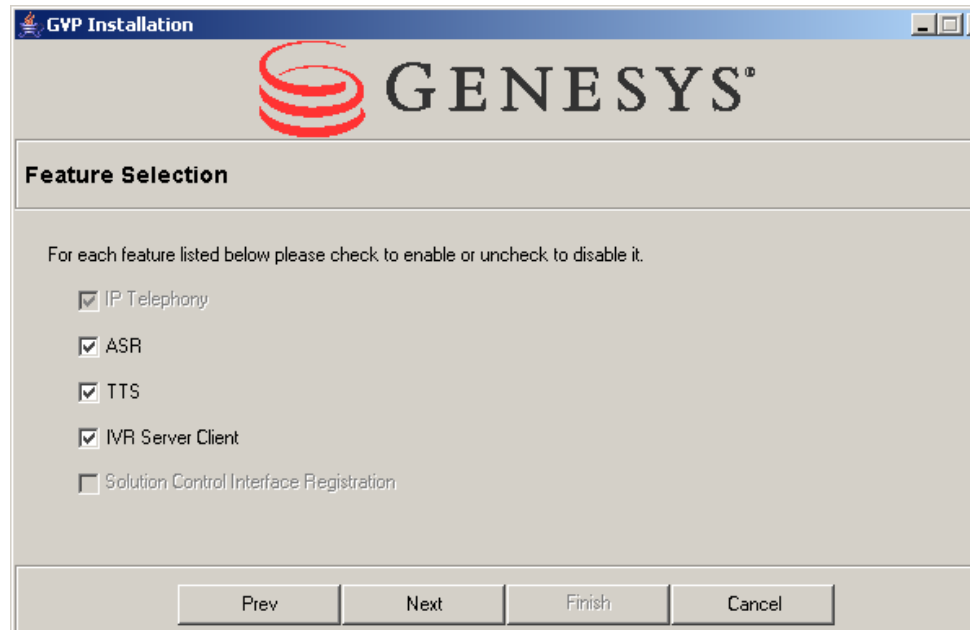 GVP Installation
GENESYS®
Feature Selection
For each feature listed below please check to enable or uncheck to disable it.
IP Telephony
ASR
TTS
IVR Server Client
Solution Control Interface Registration
Prev Next Finish Cancel